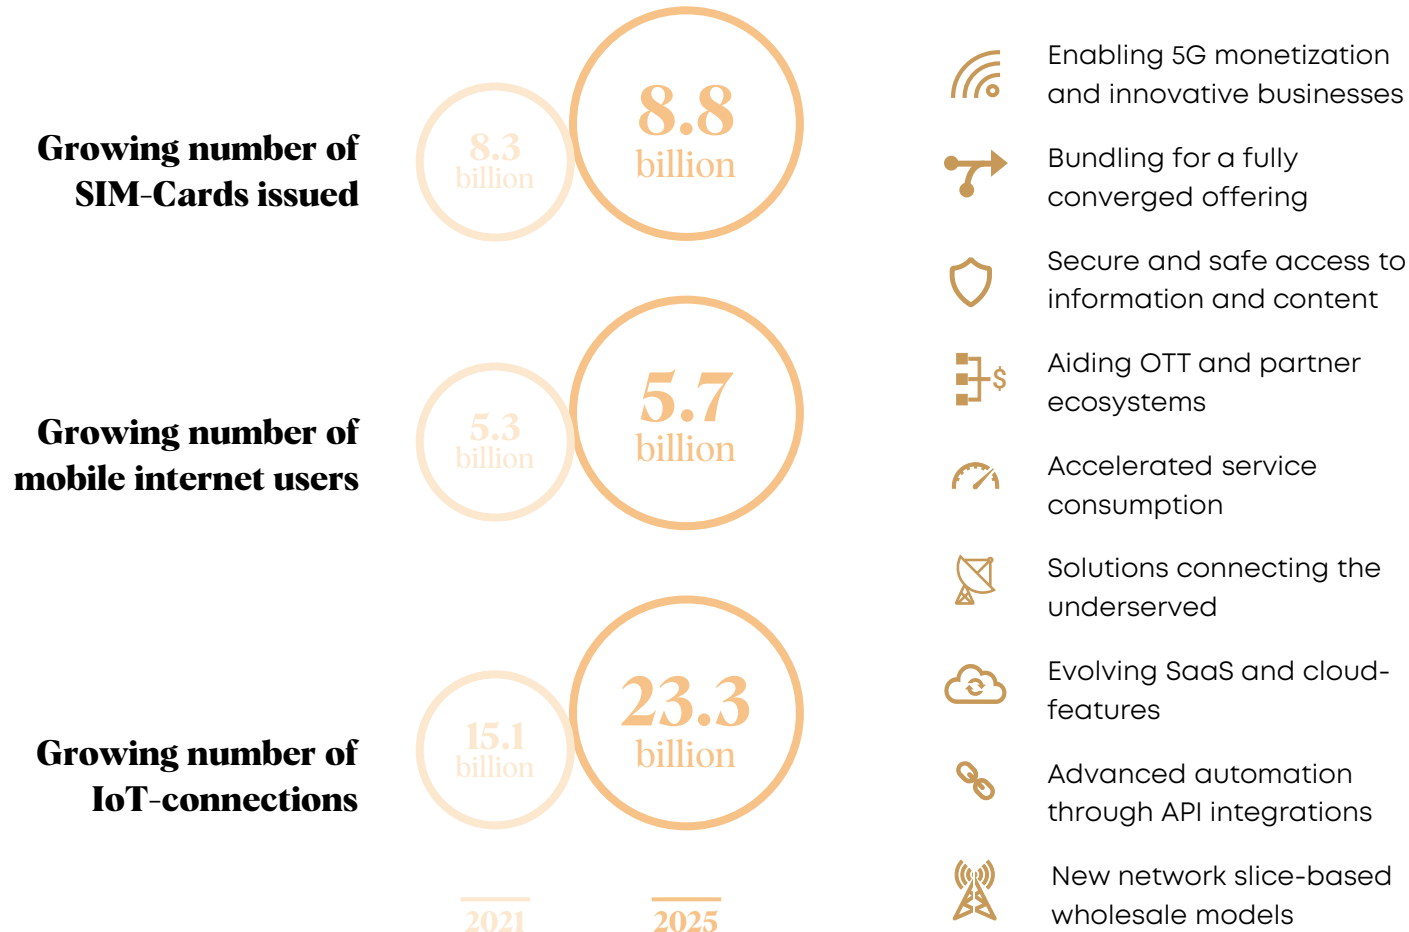 Growing number of
SIM-Cards issued
8.3
billion
8.8
billion
Growing number of
mobile internet users
5.3
billion
5.7
billion
Growing number of
IoT-connections
15.1
billion
23.3
billion
2021
2025
Enabling 5G monetization
and innovative businesses
Bundling for a fully
converged offering
Secure and safe access to
information and content
$
Aiding OTT and partner
ecosystems
Accelerated service
consumption
Solutions connecting the
underserved
Evolving SaaS and cloud-
features
Advanced automation
through API integrations
New network slice-based
wholesale models